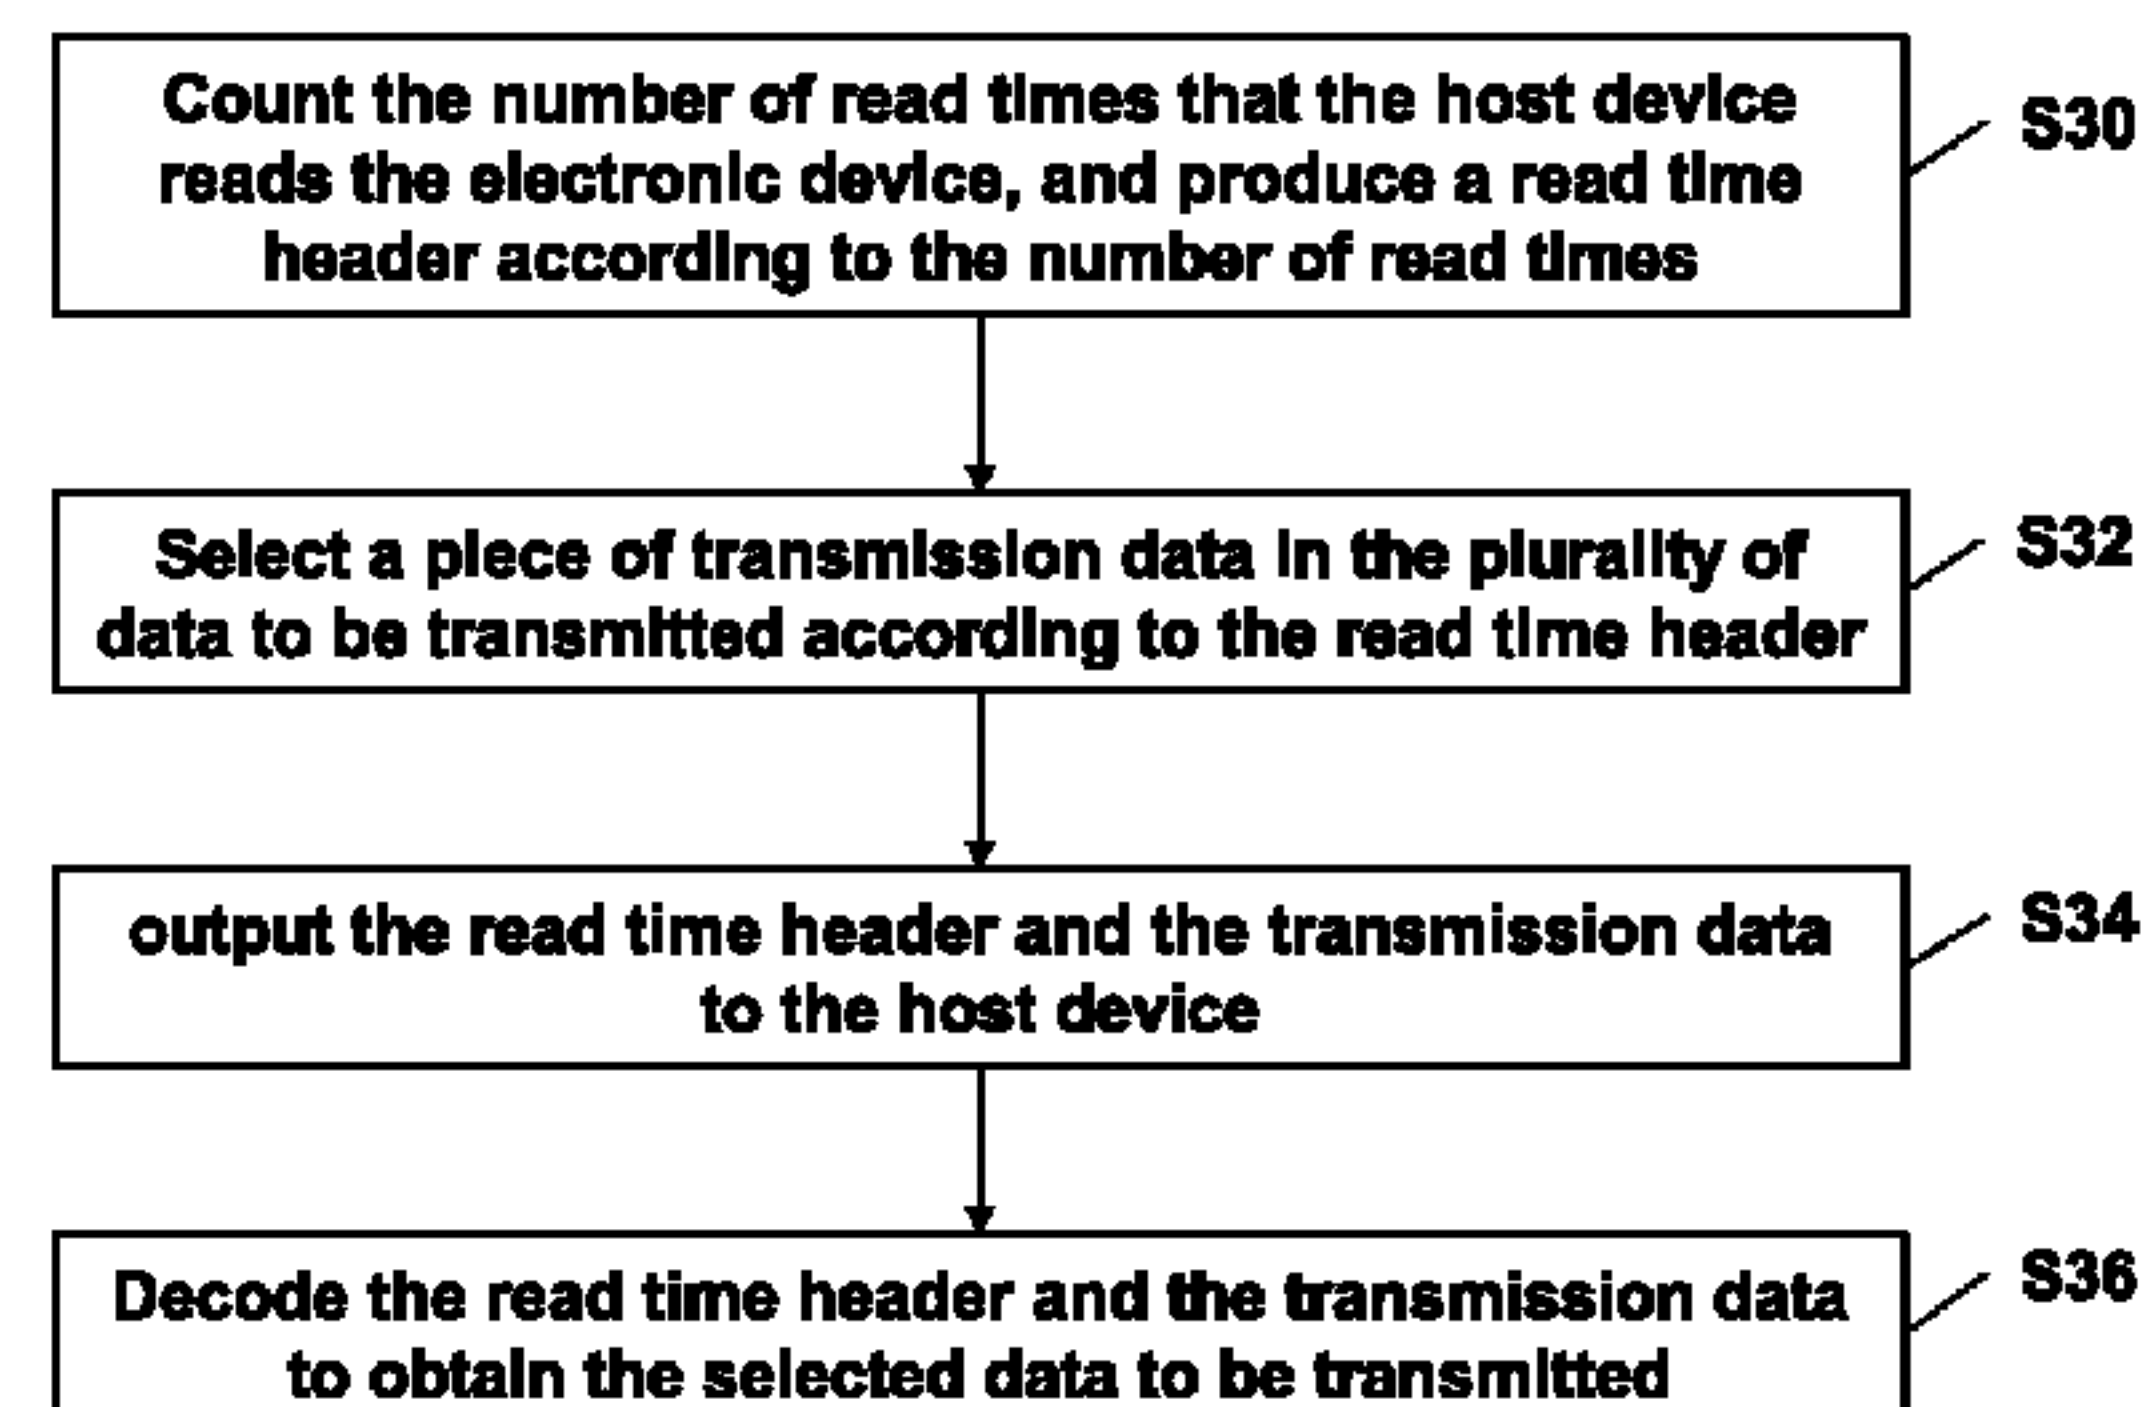 Count the number of read times that the host device
reads the electronic device, and produce a read time
header according to the number of read times
S30
Select a piece of transmission data in the plurality of
data to be transmitted according to the read time header
S32
output the read time header and the transmission data
to the host device
S34
Decode the read time header and the transmission data
to obtain the selected data to be transmitted
S36